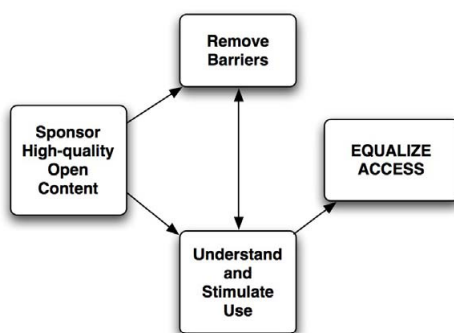 Remove
Barriers
Sponsor
High-quality
Open
Content
EQUALIZE
ACCESS
Understand
and
Stimulate
Use